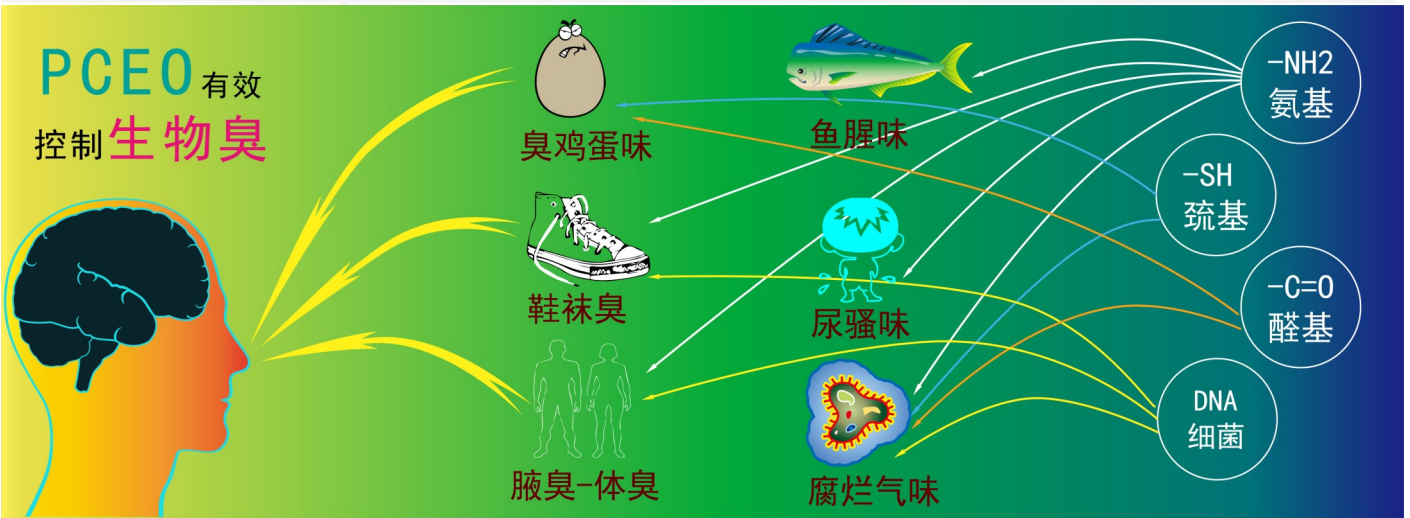 PCEO有效
控制生物臭
臭鸡蛋味
鱼腥味
-NH2
氨基
-SH
巯基
鞋袜臭
尿骚味
-C=O
醛基
DNA
细菌
腋臭-体臭
腐烂气味